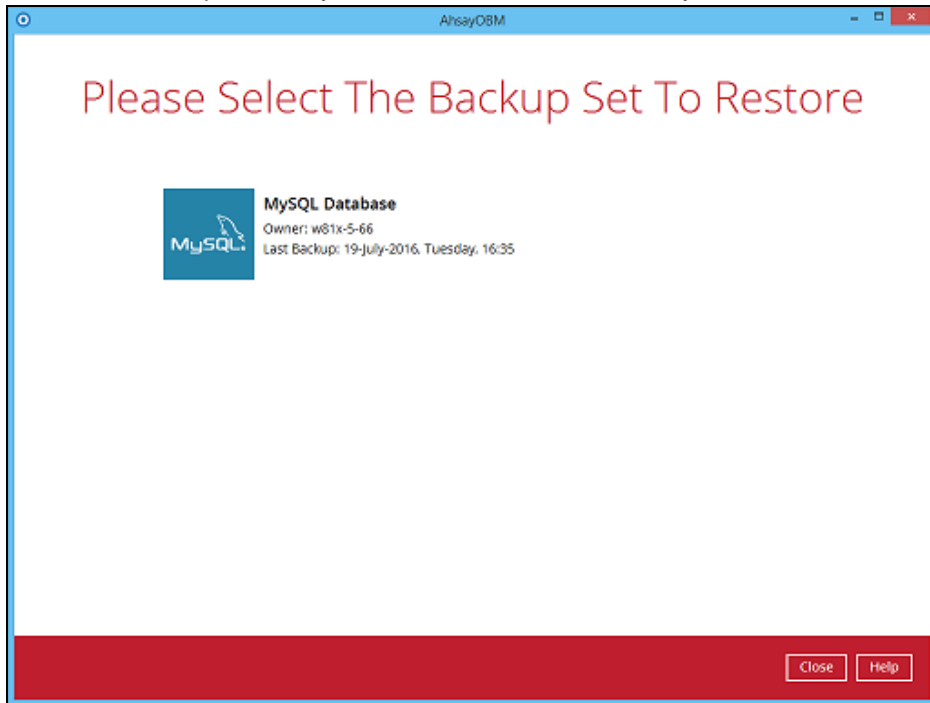 AhsayOBM
Please Select The Backup Set To Restore
MySQL
MySQL Database
Owner: w81x-5-66
Last Backup: 19-July-2016, Tuesday, 16:35
Close Help